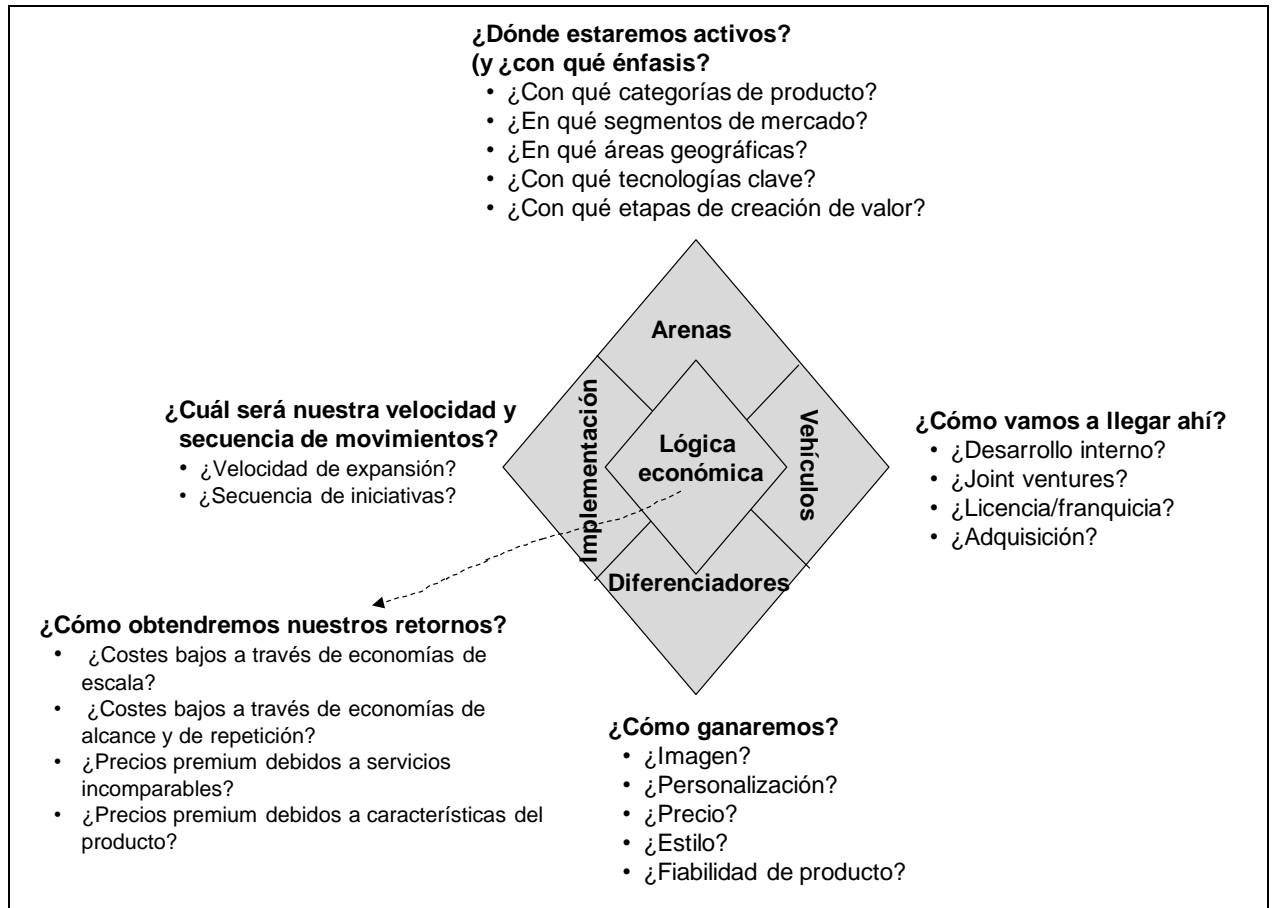 ¿Dónde estaremos activos?
(y ¿con qué énfasis?
• ¿Con qué categorías de producto?
• ¿En qué segmentos de mercado?
• ¿En qué áreas geográficas?
• ¿Con qué tecnologías clave?
• ¿Con qué etapas de creación de valor?
Arenas
Implementación
Lógica
económica
Vehículos
Diferenciadores
¿Cuál será nuestra velocidad y
secuencia de movimientos?
• ¿Velocidad de expansión?
• ¿Secuencia de iniciativas?
¿Cómo vamos a llegar ahí?
• ¿Desarrollo interno?
• ¿Joint ventures?
• ¿Licencia/franquicia?
• ¿Adquisición?
¿Cómo obtendremos nuestros retornos?
• ¿Costes bajos a través de economías de
escala?
• ¿Costes bajos a través de economías de
alcance y de repetición?
• ¿Precios premium debidos a servicios
incomparables?
• ¿Precios premium debidos a características del
producto?
¿Cómo ganaremos?
• ¿Imagen?
• ¿Personalización?
• ¿Precio?
• ¿Estilo?
• ¿Fiabilidad de producto?